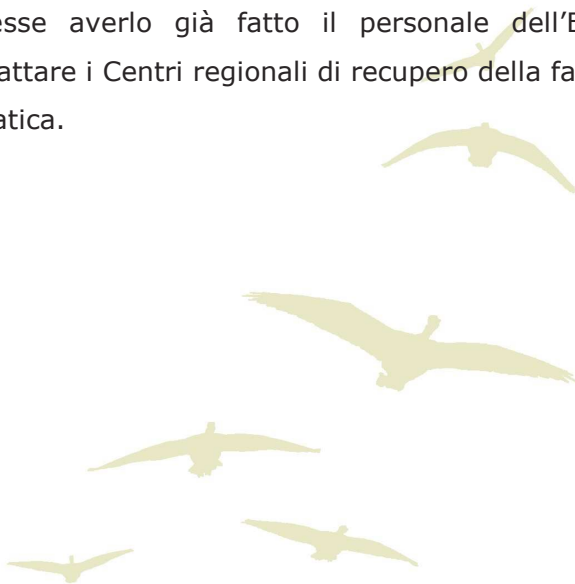 esse averlo già fatto il personale dell’E
attare i Centri regionali di recupero della fa
atica.